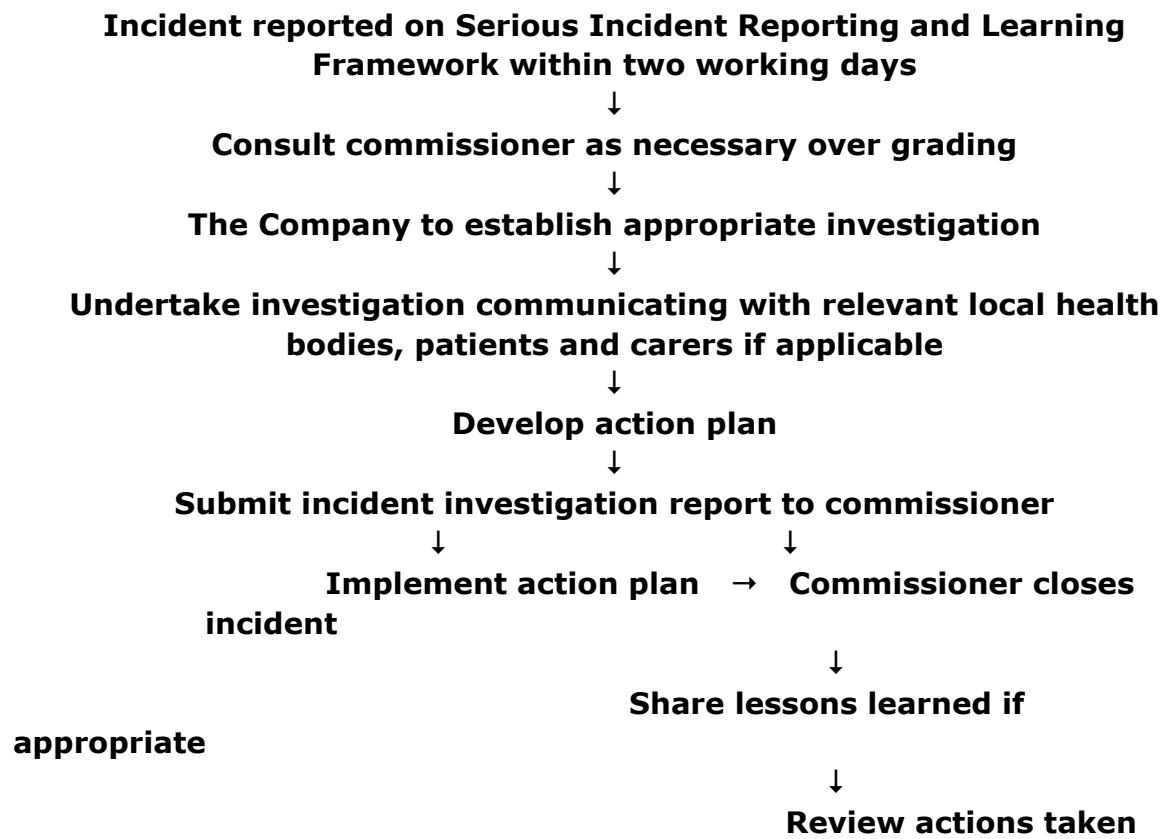 Incident reported on Serious Incident Reporting and Learning
Framework within two working days
↓
Consult commissioner as necessary over grading
↓
The Company to establish appropriate investigation
↓
Undertake investigation communicating with relevant local health
bodies, patients and carers if applicable
↓
Develop action plan
↓
Submit incident investigation report to commissioner
↓ ↓
Implement action plan → Commissioner closes
incident
↓
Share lessons learned if
appropriate
↓
Review actions taken